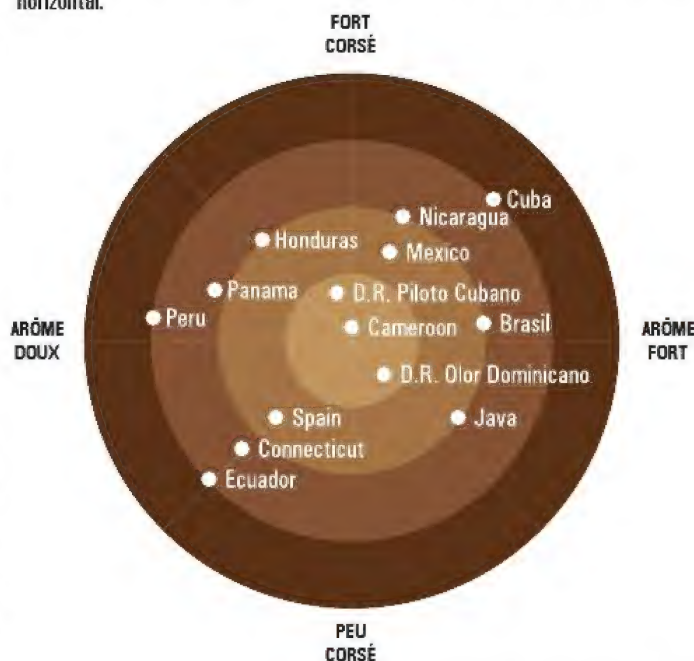 horizontal.
FORT
CORSÉ
Cuba
Nicaragua
Honduras
Mexico
Panama
D.R. Piloto Cubano
Peru
Cameroon
Brasil
ARÔME
DOUX
ARÔME
FORT
D.R. Olor Dominicano
Spain
Java
Connecticut
Ecuador
PEU
CORSÉ